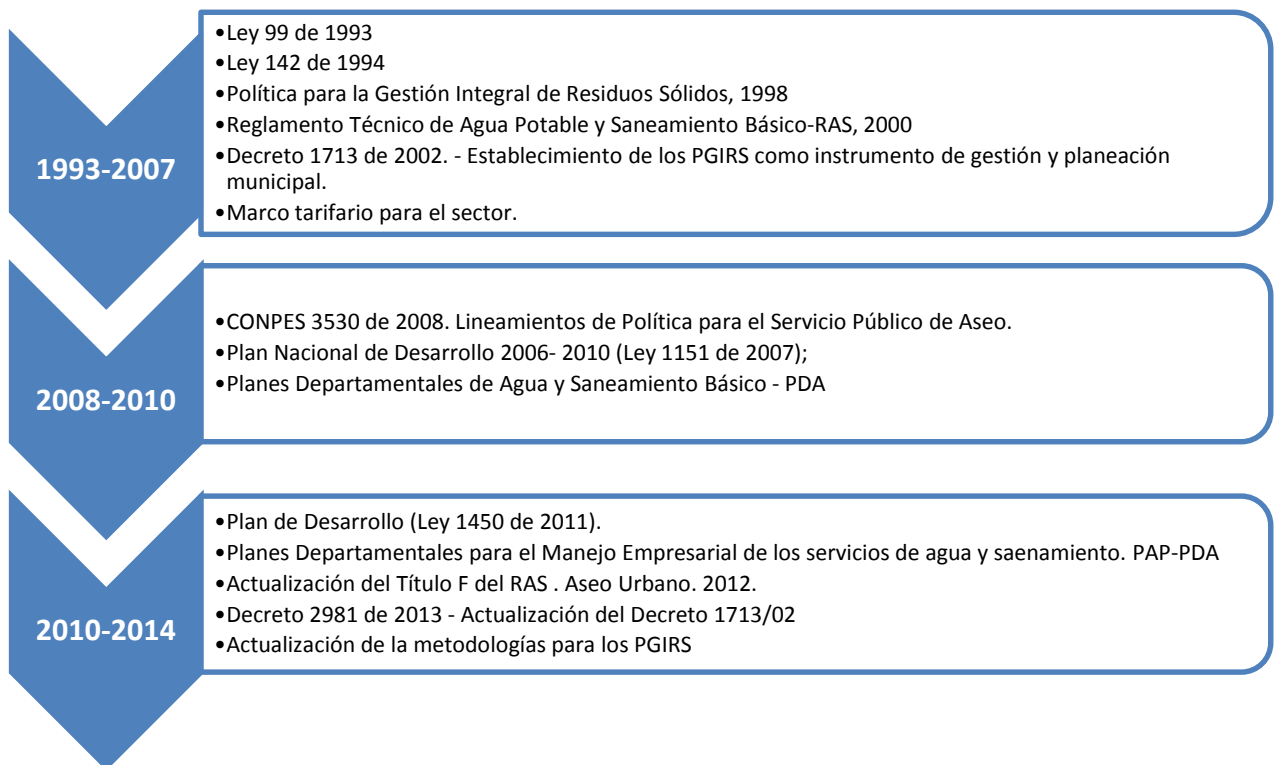 1993-2007
•Ley 99 de 1993
•Ley 142 de 1994
•Política para la Gestión Integral de Residuos Sólidos, 1998
•Reglamento Técnico de Agua Potable y Saneamiento Básico-RAS, 2000
•Decreto 1713 de 2002. - Establecimiento de los PGIRS como instrumento de gestión y planeación
municipal.
•Marco tarifario para el sector.
2008-2010
•CONPES 3530 de 2008. Lineamientos de Política para el Servicio Público de Aseo.
•Plan Nacional de Desarrollo 2006- 2010 (Ley 1151 de 2007);
•Planes Departamentales de Agua y Saneamiento Básico - PDA
2010-2014
•Plan de Desarrollo (Ley 1450 de 2011).
•Planes Departamentales para el Manejo Empresarial de los servicios de agua y saenamiento. PAP-PDA
•Actualización del Título F del RAS . Aseo Urbano. 2012.
•Decreto 2981 de 2013 - Actualización del Decreto 1713/02
•Actualización de la metodologías para los PGIRS